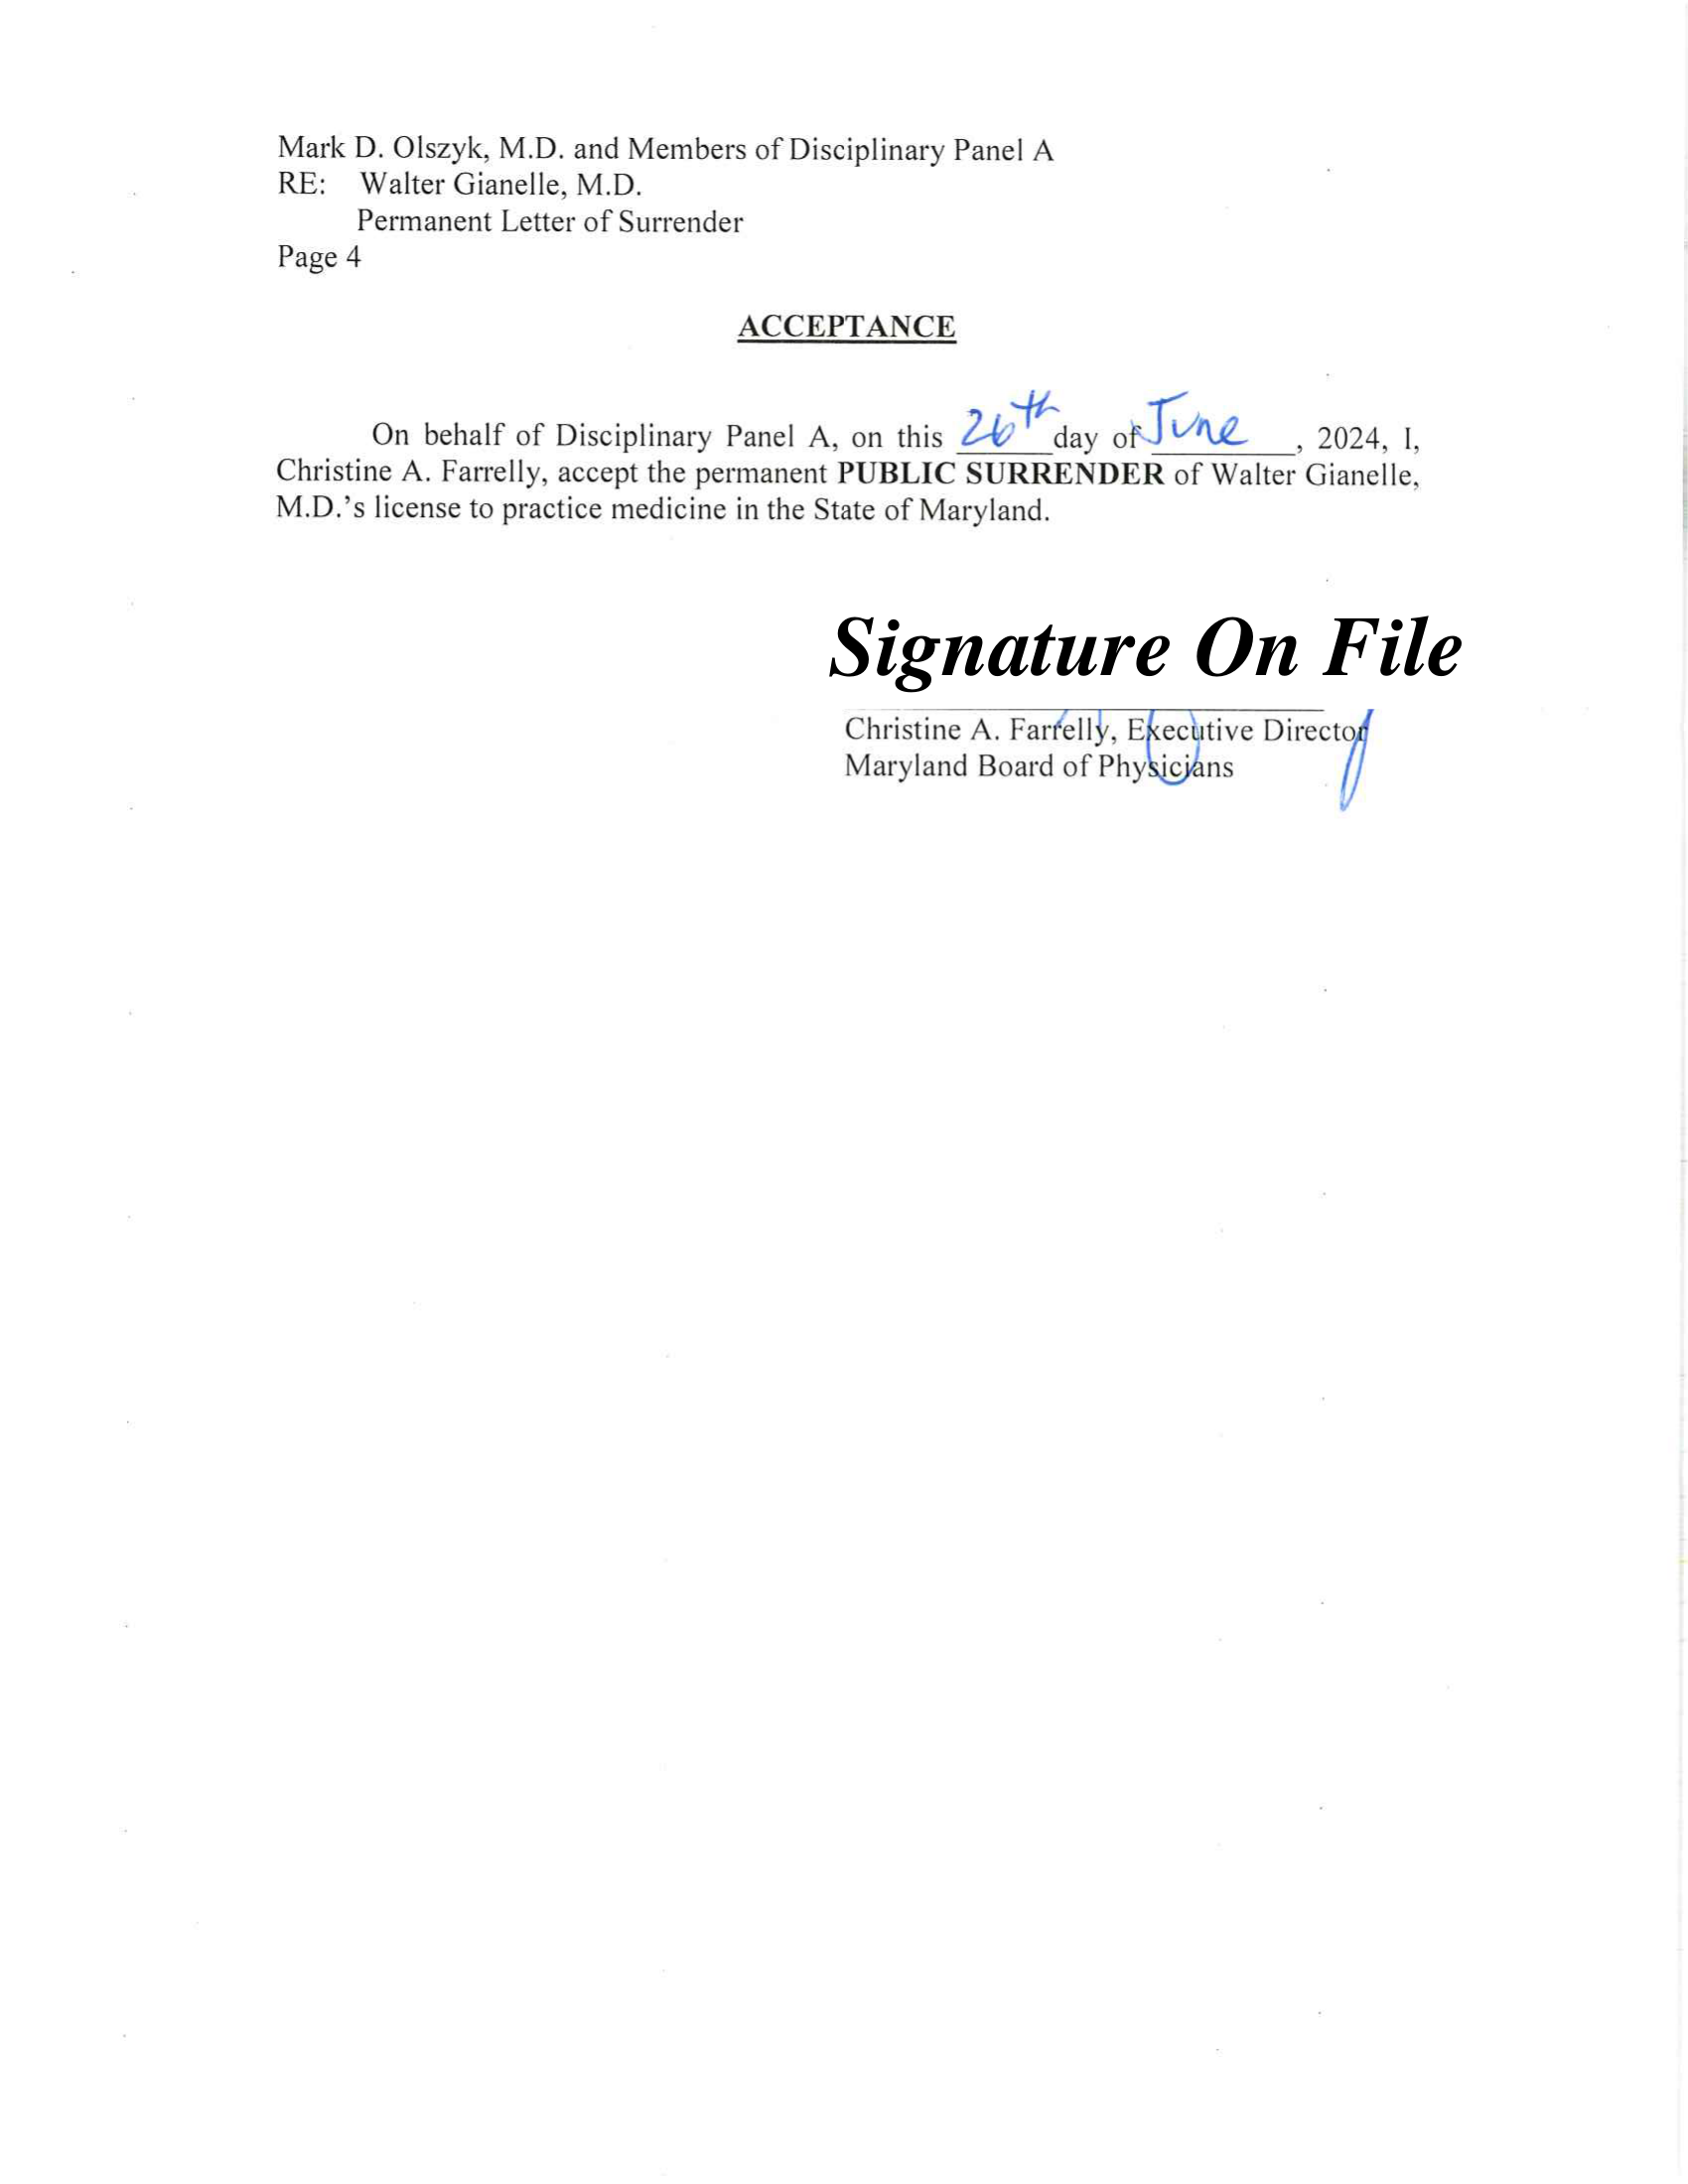 Mark D. Olszyk, M.D. and Members of Disciplinary Panel A
RE: Walter Gianelle, M.D.
Permanent Letter of Surrender
Page 4
ACCEPTANCE
On behalf of Disciplinary Panel A, on this 26th day of June, 2024, I,
Christine A. Farrelly, accept the permanent PUBLIC SURRENDER of Walter Gianelle,
M.D.'s license to practice medicine in the State of Maryland.
Signature On File
Christine A. Farrelly, Executive Director
Maryland Board of Physicians